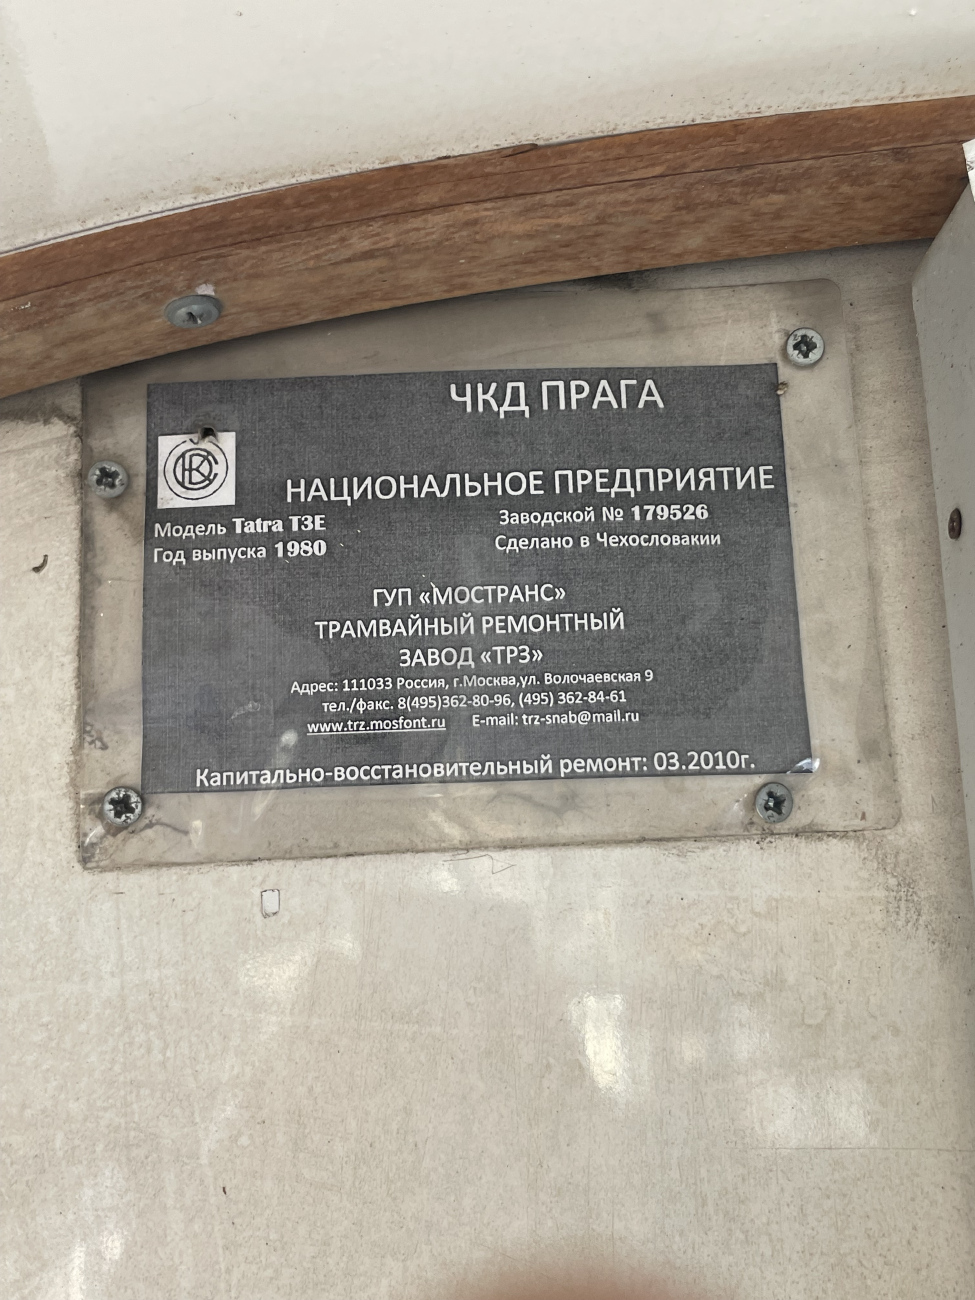 ЧКД ПРАГА
НАЦИОНАЛЬНОЕ ПРЕДПРИЯТИЕ
Модель Tatra T3E
Заводской № 179526
Год выпуска 1980
Сделано в Чехословакии
ГУП «МОСТРАНС»
ТРАМВАЙНЫЙ РЕМОНТНЫЙ
ЗАВОД «ТРЗ»
Адрес: 111033 Россия, г.Москва,ул. Волочаевская 9
тел./факс. 8(495)362-80-96, (495) 362-84-61
www.trz.mosfont.ru E-mail: trz-snab@mail.ru
Капитально-восстановительный ремонт: 03.2010г.